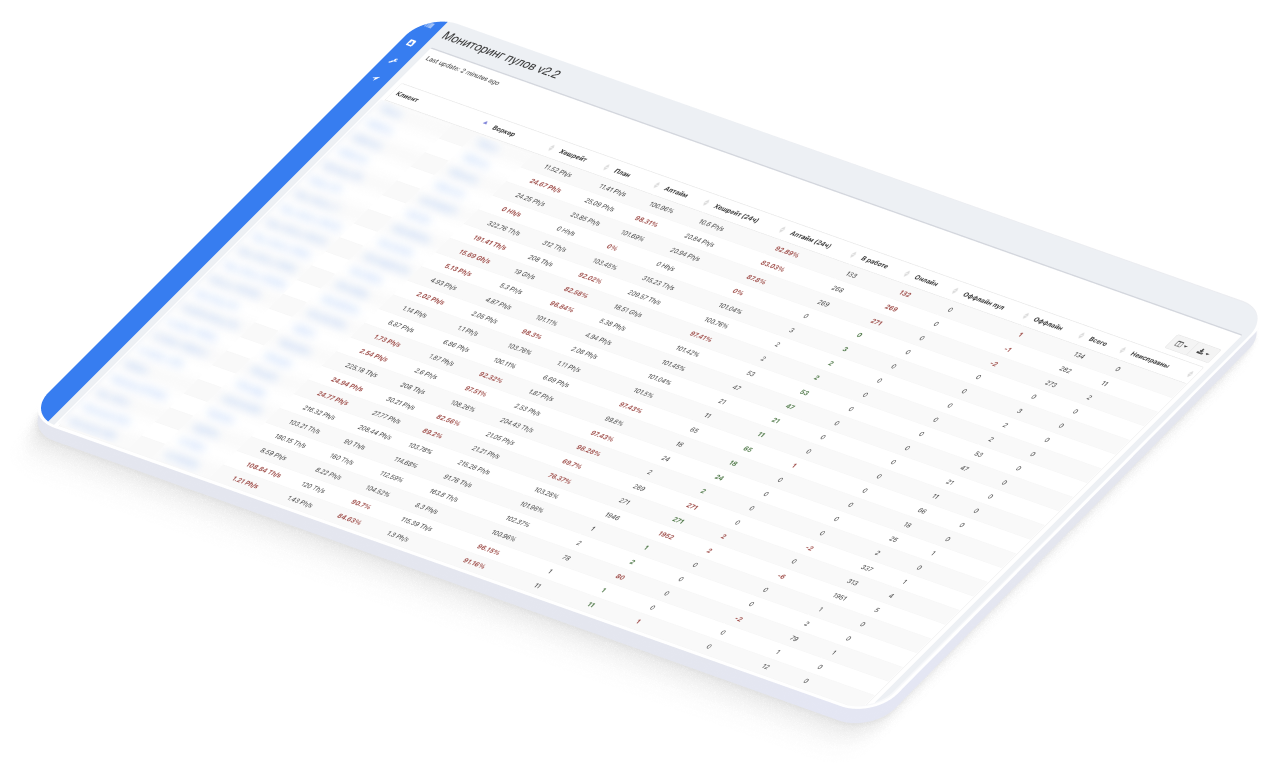 Мониторинг пулов v2.2
Last update: 2 minutes ago
Клиент Воркер Хэшрейт План Аптайм Хэшрейт (24ч) Аптайм (24ч) В работе Онлайн Оффлайн пул Оффлайн Всего Неисправны
11.52 Ph/s 11.41 Ph/s 100.96% 10.6 Ph/s 92.89% 133 132 0 1 134 0
24.67 Ph/s 25.09 Ph/s 98.31% 20.84 Ph/s 83.03% 268 269 0 -1 282 11
24.25 Ph/s 23.85 Ph/s 101.69% 20.94 Ph/s 87.8% 269 271 0 -2 273 2
0 H/s 0 H/s 0% 0 H/s 0% 0 0 0 0 0 0
322.76 Th/s 312 Th/s 103.45% 315.23 Th/s 101.04% 3 3 0 0 3 0
191.41 Th/s 208 Th/s 92.02% 209.57 Th/s 100.76% 2 2 0 0 2 0
15.69 Gh/s 19 Gh/s 82.58% 18.51 Gh/s 97.41% 2 2 0 0 2 0
5.13 Ph/s 5.3 Ph/s 96.84% 5.38 Ph/s 101.42% 53 53 0 0 53 0
4.93 Ph/s 4.87 Ph/s 101.11% 4.94 Ph/s 101.45% 47 47 0 0 47 0
2.02 Ph/s 2.05 Ph/s 98.3% 2.08 Ph/s 101.04% 21 21 0 0 21 0
1.14 Ph/s 1.1 Ph/s 103.76% 1.11 Ph/s 101.5% 11 11 0 0 11 0
6.87 Ph/s 6.86 Ph/s 100.11% 6.69 Ph/s 97.43% 65 65 1 0 66 0
1.73 Ph/s 1.87 Ph/s 92.32% 1.87 Ph/s 99.8% 18 18 0 0 18 0
2.54 Ph/s 2.6 Ph/s 97.51% 2.53 Ph/s 97.43% 24 24 0 0 26 1
225.18 Th/s 208 Th/s 108.26% 204.43 Th/s 98.28% 2 2 0 0 2 0
24.94 Ph/s 30.21 Ph/s 82.56% 21.05 Ph/s 69.7% 269 271 0 -2 337 1
24.77 Ph/s 27.77 Ph/s 89.2% 21.21 Ph/s 76.37% 271 271 2 0 313 4
216.32 Ph/s 208.44 Ph/s 103.78% 215.26 Ph/s 103.28% 1946 1952 2 -6 1951 5
103.21 Th/s 90 Th/s 114.68% 91.78 Th/s 101.98% 1 1 0 0 1 0
180.15 Th/s 160 Th/s 112.59% 163.8 Th/s 102.37% 2 2 0 0 2 0
8.59 Ph/s 8.22 Ph/s 104.52% 8.3 Ph/s 100.96% 79 80 0 -2 79 1
108.84 Th/s 120 Th/s 90.7% 115.39 Th/s 96.15% 1 1 0 0 1 0
1.21 Ph/s 1.43 Ph/s 84.63% 1.3 Ph/s 91.16% 11 11 1 0 12 0